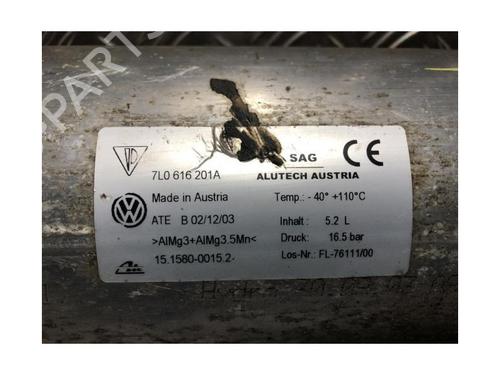 PARTS
SAG
CE
7L0 616 201A
ALUTECH AUSTRIA
Made in Austria
Temp.: - 40° +110°C
ATE B 02/12/03
Inhalt : 5.2 L
>AlMg3+AlMg3.5Mn<
Druck: 16.5 bar
15.1580-0015.2-
Los-Nr.: FL-76111/00